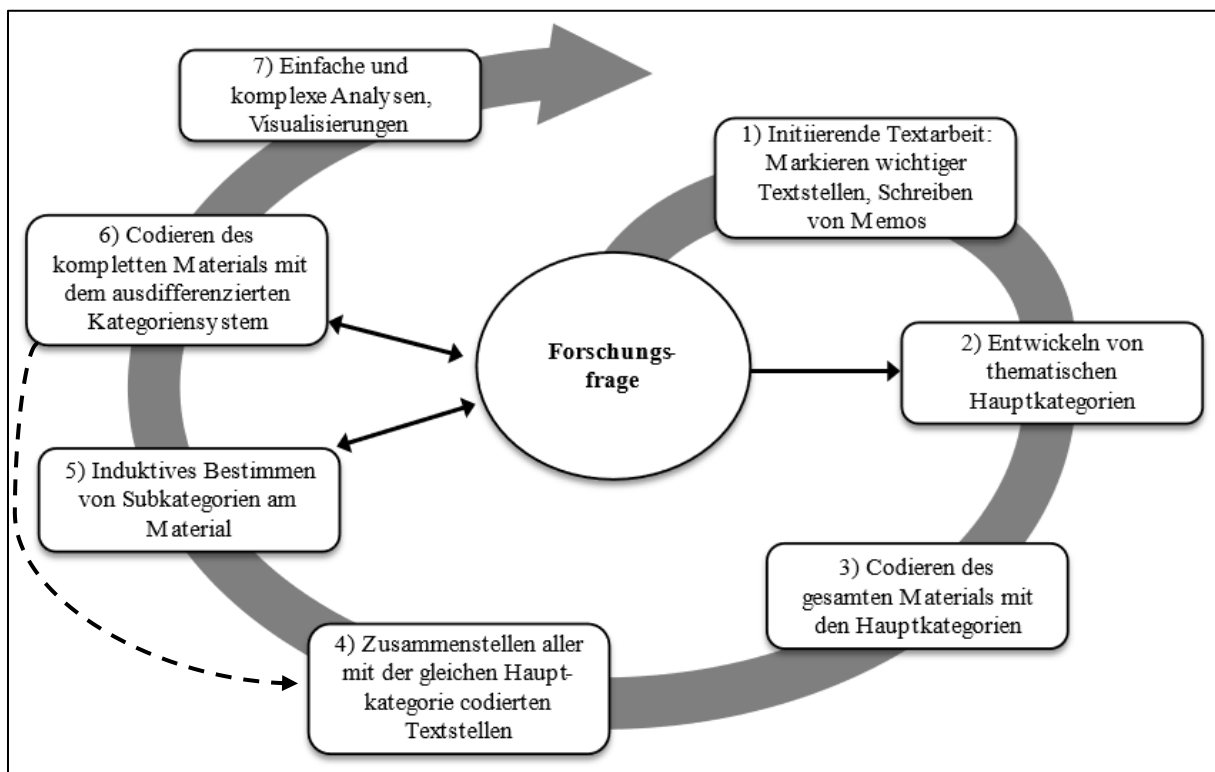 7) Einfache und
komplexe Analysen,
Visualisierungen
1) Initiierende Textarbeit:
Markieren wichtiger
Textstellen, Schreiben
von Memos
6) Codieren des
kompletten Materials mit
dem ausdifferenzierten
Kategoriensystem
Forschungs-
frage
2) Entwickeln von
thematischen
Hauptkategorien
5) Induktives Bestimmen
von Subkategorien am
Material
3) Codieren des
gesamten Materials mit
den Hauptkategorien
4) Zusammenstellen aller
mit der gleichen Haupt-
kategorie codierten
Textstellen